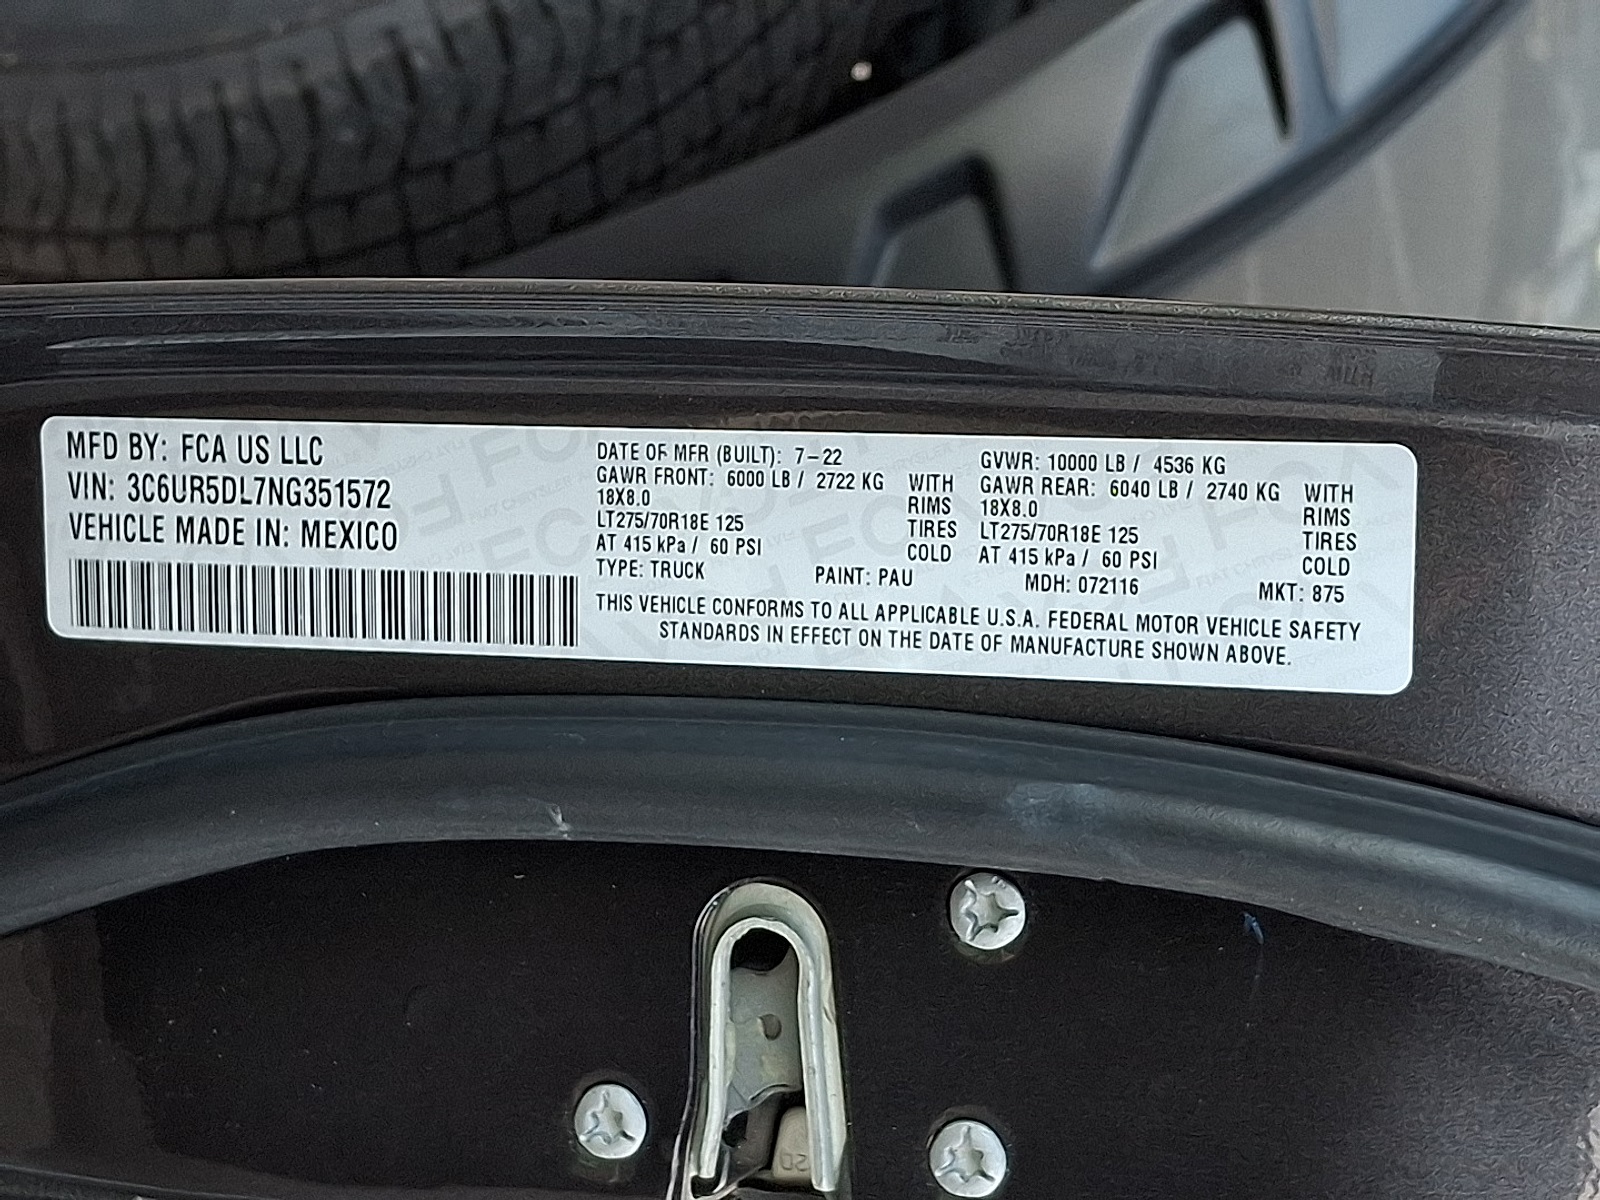 MFD BY: FCA US LLC
VIN: 3C6UR5DL7NG351572
VEHICLE MADE IN: MEXICO
DATE OF MFR (BUILT): 7-22
GAWR FRONT: 6000 LB / 2722 KG WITH
18X8.0 RIMS
LT275/70R18E 125 TIRES
AT 415 kPa / 60 PSI COLD
GVWR: 10000 LB / 4536 KG
GAWR REAR: 6040 LB / 2740 KG WITH
18X8.0 RIMS
LT275/70R18E 125 TIRES
AT 415 kPa / 60 PSI COLD
TYPE: TRUCK PAINT: PAU MDH: 072116 MKT: 875
THIS VEHICLE CONFORMS TO ALL APPLICABLE U.S.A. FEDERAL MOTOR VEHICLE SAFETY
STANDARDS IN EFFECT ON THE DATE OF MANUFACTURE SHOWN ABOVE.